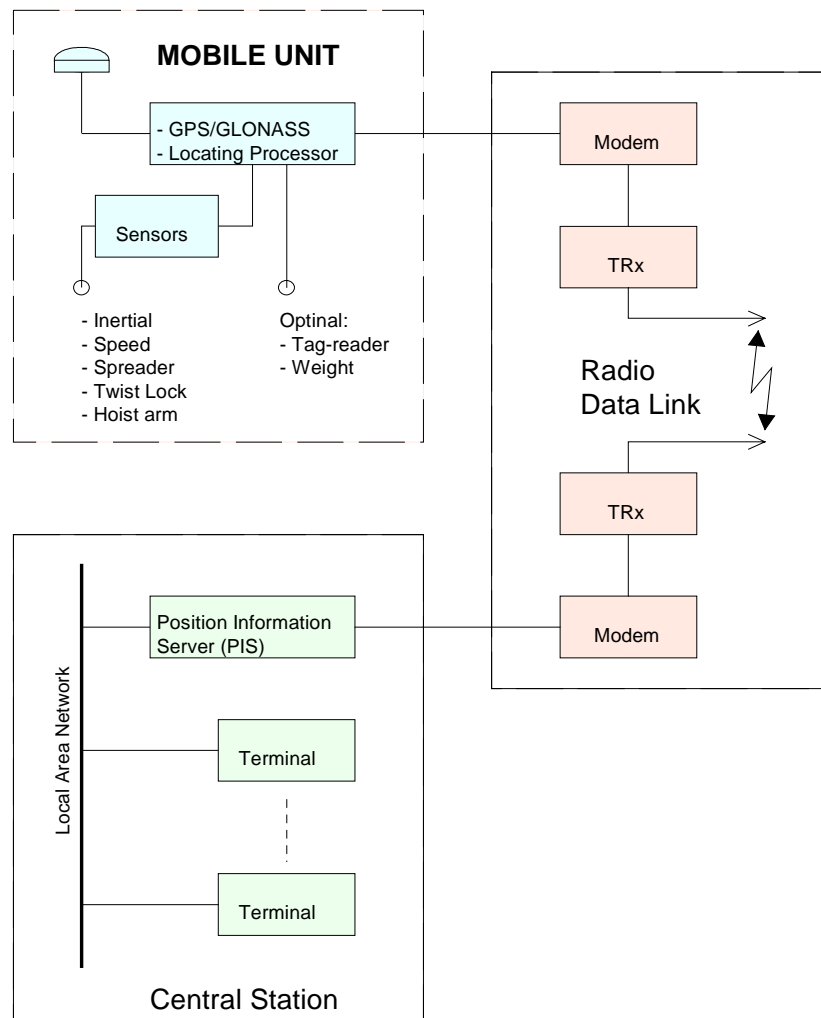 MOBILE UNIT
- GPS/GLONASS
- Locating Processor
Sensors
- Inertial
- Speed
- Spreader
- Twist Lock
- Hoist arm
Optinal:
- Tag-reader
- Weight
Modem
TRx
Radio
Data Link
TRx
Modem
Position Information
Server (PIS)
Terminal
Terminal
Local Area Network
Central Station